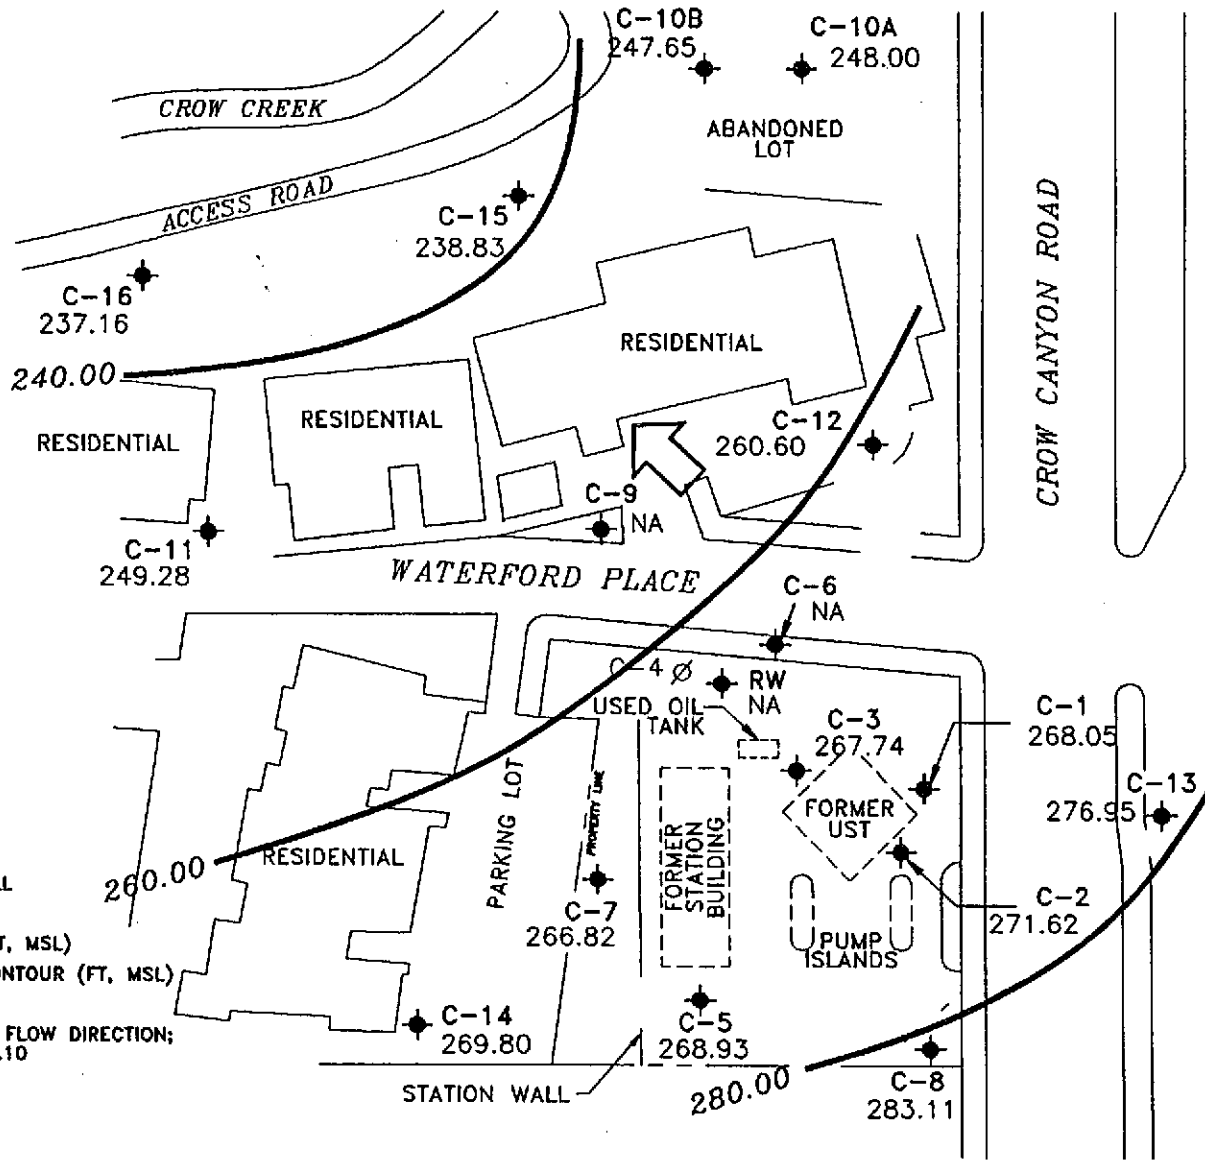 C-10B
247.65
C-10A
248.00
CROW CREEK
ABANDONED
LOT
ACCESS ROAD
C-15
238.83
CROW CANYON ROAD
C-16
237.16
240.00
RESIDENTIAL
RESIDENTIAL
RESIDENTIAL
C-12
260.60
C-9
NA
C-11
249.28
WATERFORD PLACE
C-6
NA
C-4
RW
NA
USED OIL
TANK
C-3
267.74
C-1
268.05
C-13
276.95
FORMER
UST
PROPERTY LINE
PARKING LOT
FORMER
STATION
BUILDING
RESIDENTIAL
260.00
C-7
266.82
C-2
271.62
PUMP
ISLANDS
L
T, MSL)
ONTOUR (FT, MSL)
FLOW DIRECTION;
.10
C-14
269.80
C-5
268.93
STATION WALL
280.00
C-8
283.11